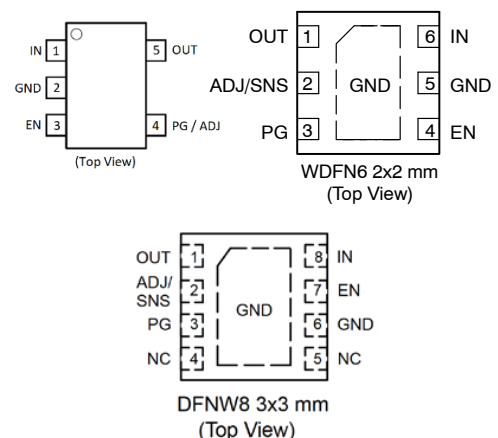 IN 1 5 OUT
GND 2
EN 3 4 PG / ADJ
(Top View)
OUT 1 6 IN
ADJ/SNS 2 GND 5 GND
PG 3 4 EN
WDFN6 2x2 mm
(Top View)
OUT 1 8 IN
ADJ/
SNS 2 7 EN
GND
PG 3 6 GND
NC 4 5 NC
DFNW8 3x3 mm
(Top View)